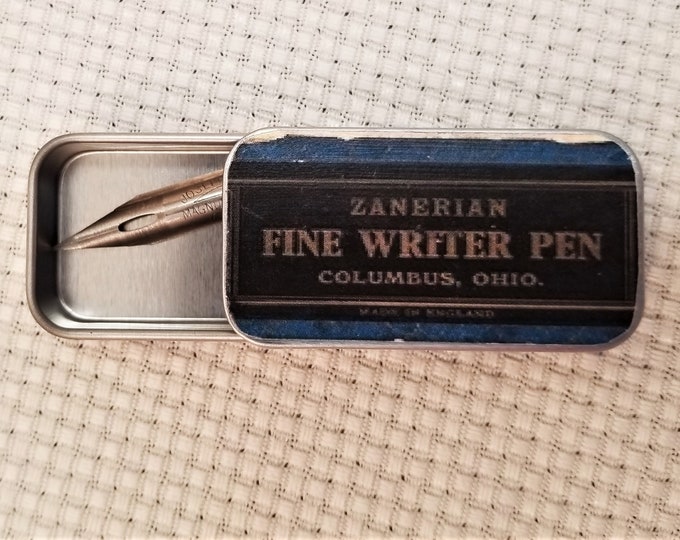 ZANERIAN
FINE WRITER PEN
COLUMBUS, OHIO.
MADE IN ENGLAND